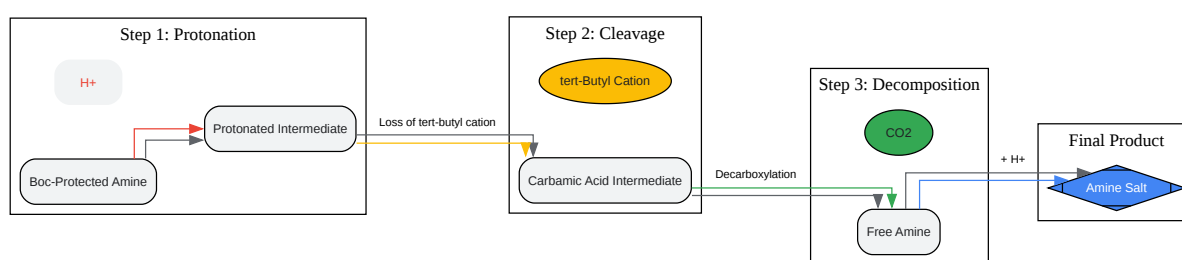 Step 1: Protonation
H+
Protonated Intermediate
Boc-Protected Amine
Loss of tert-butyl cation
Step 2: Cleavage
tert-Butyl Cation
Carbamic Acid Intermediate
Decarboxylation
Step 3: Decomposition
CO2
Free Amine
+ H+
Final Product
Amine Salt